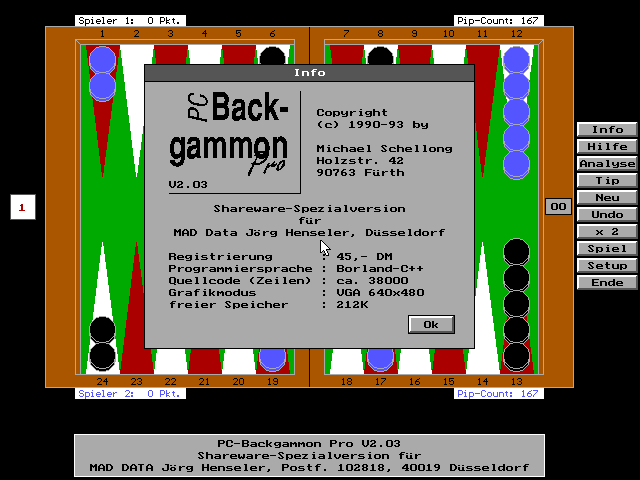 Spieler 1: 0 Pkt.
Pip-Count: 167
1 2 3 4 5 6 7 8 9 10 11 12
Info
PC Back-
gammon
Pro
V2.03
Copyright
(c) 1990-93 by
Michael Schellong
Holzstr. 42
90763 Fürth
Shareware-Spezialversion
für
MAD Data Jörg Henseler, Düsseldorf
Registrierung : 45,- DM
Programmiersprache : Borland-C++
Quellcode (Zeilen) : ca. 38000
Grafikmodus : VGA 640x480
freier Speicher : 212K
Ok
1
OO
Info
Hilfe
Analyse
Tip
Neu
Undo
x 2
Spiel
Setup
Ende
24 23 22 21 20 19 18 17 16 15 14 13
Spieler 2: 0 Pkt.
Pip-Count: 167
PC-Backgammon Pro V2.03
Shareware-Spezialversion für
MAD DATA Jörg Henseler, Postf. 102818, 40019 Düsseldorf